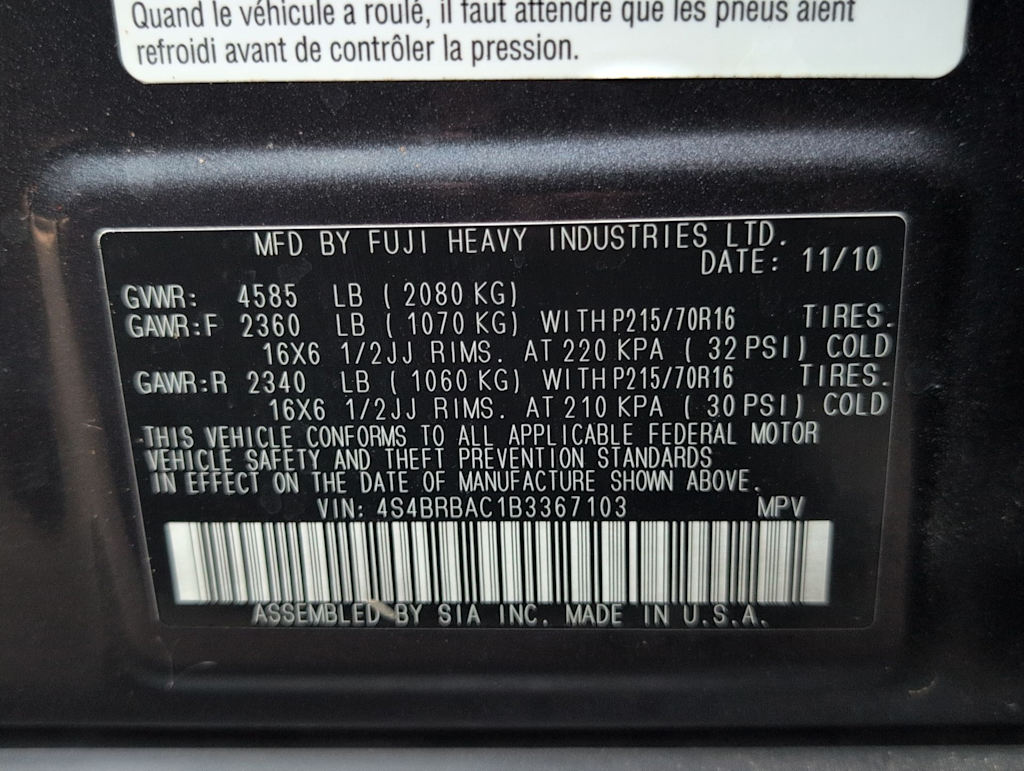 Quand le véhicule a roulé, il faut attendre que les pneus aient
refroidi avant de contrôler la pression.
MFD BY FUJI HEAVY INDUSTRIES LTD.
DATE: 11/10
GVWR: 4585 LB ( 2080 KG)
GAWR:F 2360 LB ( 1070 KG) WITH P215/70R16 TIRES.
16X6 1/2JJ RIMS. AT 220 KPA ( 32 PSI) COLD
GAWR:R 2340 LB ( 1060 KG) WITH P215/70R16 TIRES.
16X6 1/2JJ RIMS. AT 210 KPA ( 30 PSI) COLD
THIS VEHICLE CONFORMS TO ALL APPLICABLE FEDERAL MOTOR
VEHICLE SAFETY AND THEFT PREVENTION STANDARDS
IN EFFECT ON THE DATE OF MANUFACTURE SHOWN ABOVE.
VIN: 4S4BRBAC1B3367103 MPV
ASSEMBLED BY SIA INC. MADE IN U.S.A.